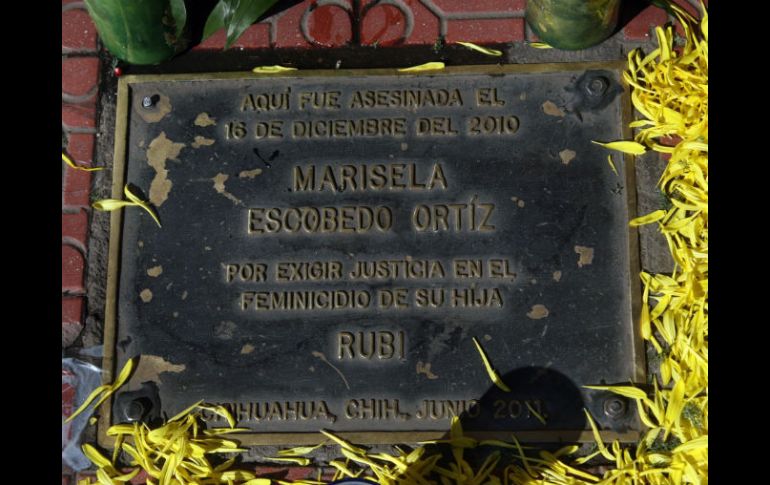 AQUÍ FUE ASESINADA EL
16 DE DICIEMBRE DEL 2010
MARISELA
ESCOBEDO ORTÍZ
POR EXIGIR JUSTICIA EN EL
FEMINICIDIO DE SU HIJA
RUBI
CHIHUAHUA, CHIH., JUNIO 2011.